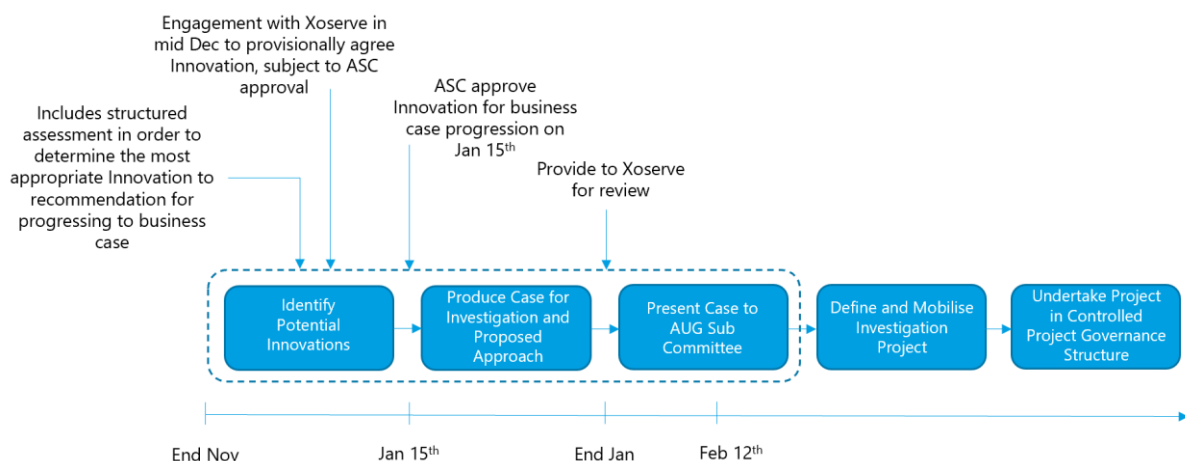 Engagement with Xoserve in
mid Dec to provisionally agree
Innovation, subject to ASC
approval
ASC approve
Innovation for business
case progression on
Jan 15th
Includes structured
assessment in order to
determine the most
appropriate Innovation to
recommendation for
progressing to business
case
Provide to Xoserve
for review
Identify
Potential
Innovations
Produce Case for
Investigation and
Proposed
Approach
Present Case to
AUG Sub
Committee
Define and Mobilise
Investigation
Project
Undertake Project
in Controlled
Project Governance
Structure
End Nov
Jan 15th
End Jan
Feb 12th